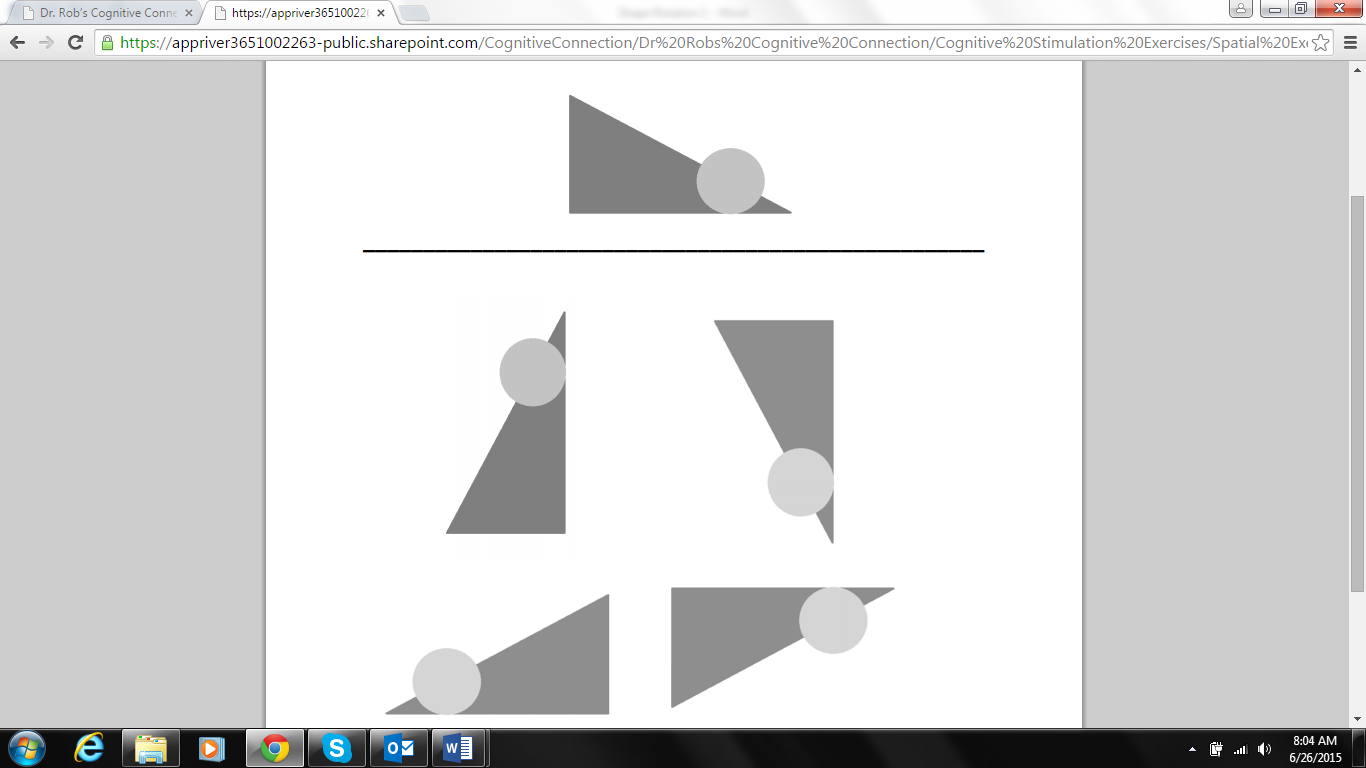 Dr. Rob's Cognitive Conne
https://appriver36510022
https://appriver3651002263-public.sharepoint.com/CognitiveConnection/Dr%20Robs%20Cognitive%20Connection/Cognitive%20Stimulation%20Exercises/Spatial%20Ex
8:04 AM
6/26/2015